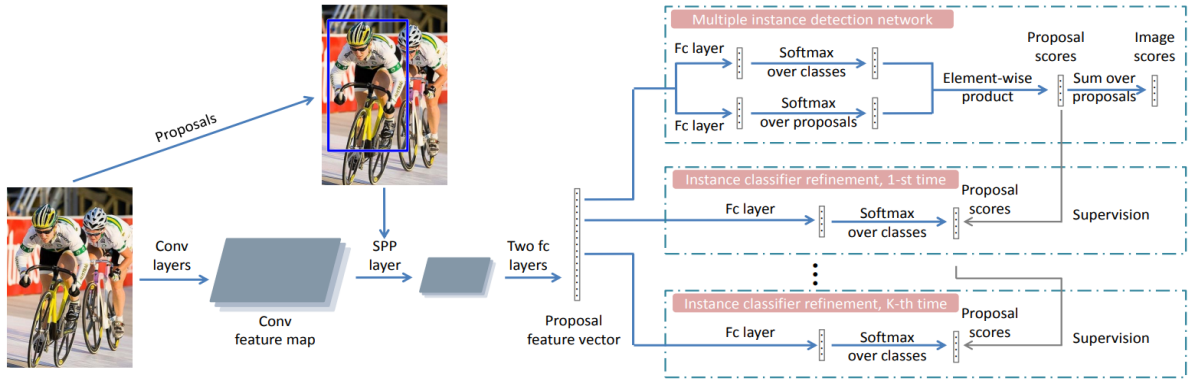 Multiple instance detection network
Fc layer
Softmax
over classes
Fc layer
Softmax
over proposals
Element-wise
product
Proposal
scores
Sum over
proposals
Image
scores
Proposals
Instance classifier refinement, 1-st time
Fc layer
Softmax
over classes
Proposal
scores
Supervision
Conv
layers
Conv
feature map
SPP
layer
Two fc
layers
Proposal
feature vector
Instance classifier refinement, K-th time
Fc layer
Softmax
over classes
Proposal
scores
Supervision